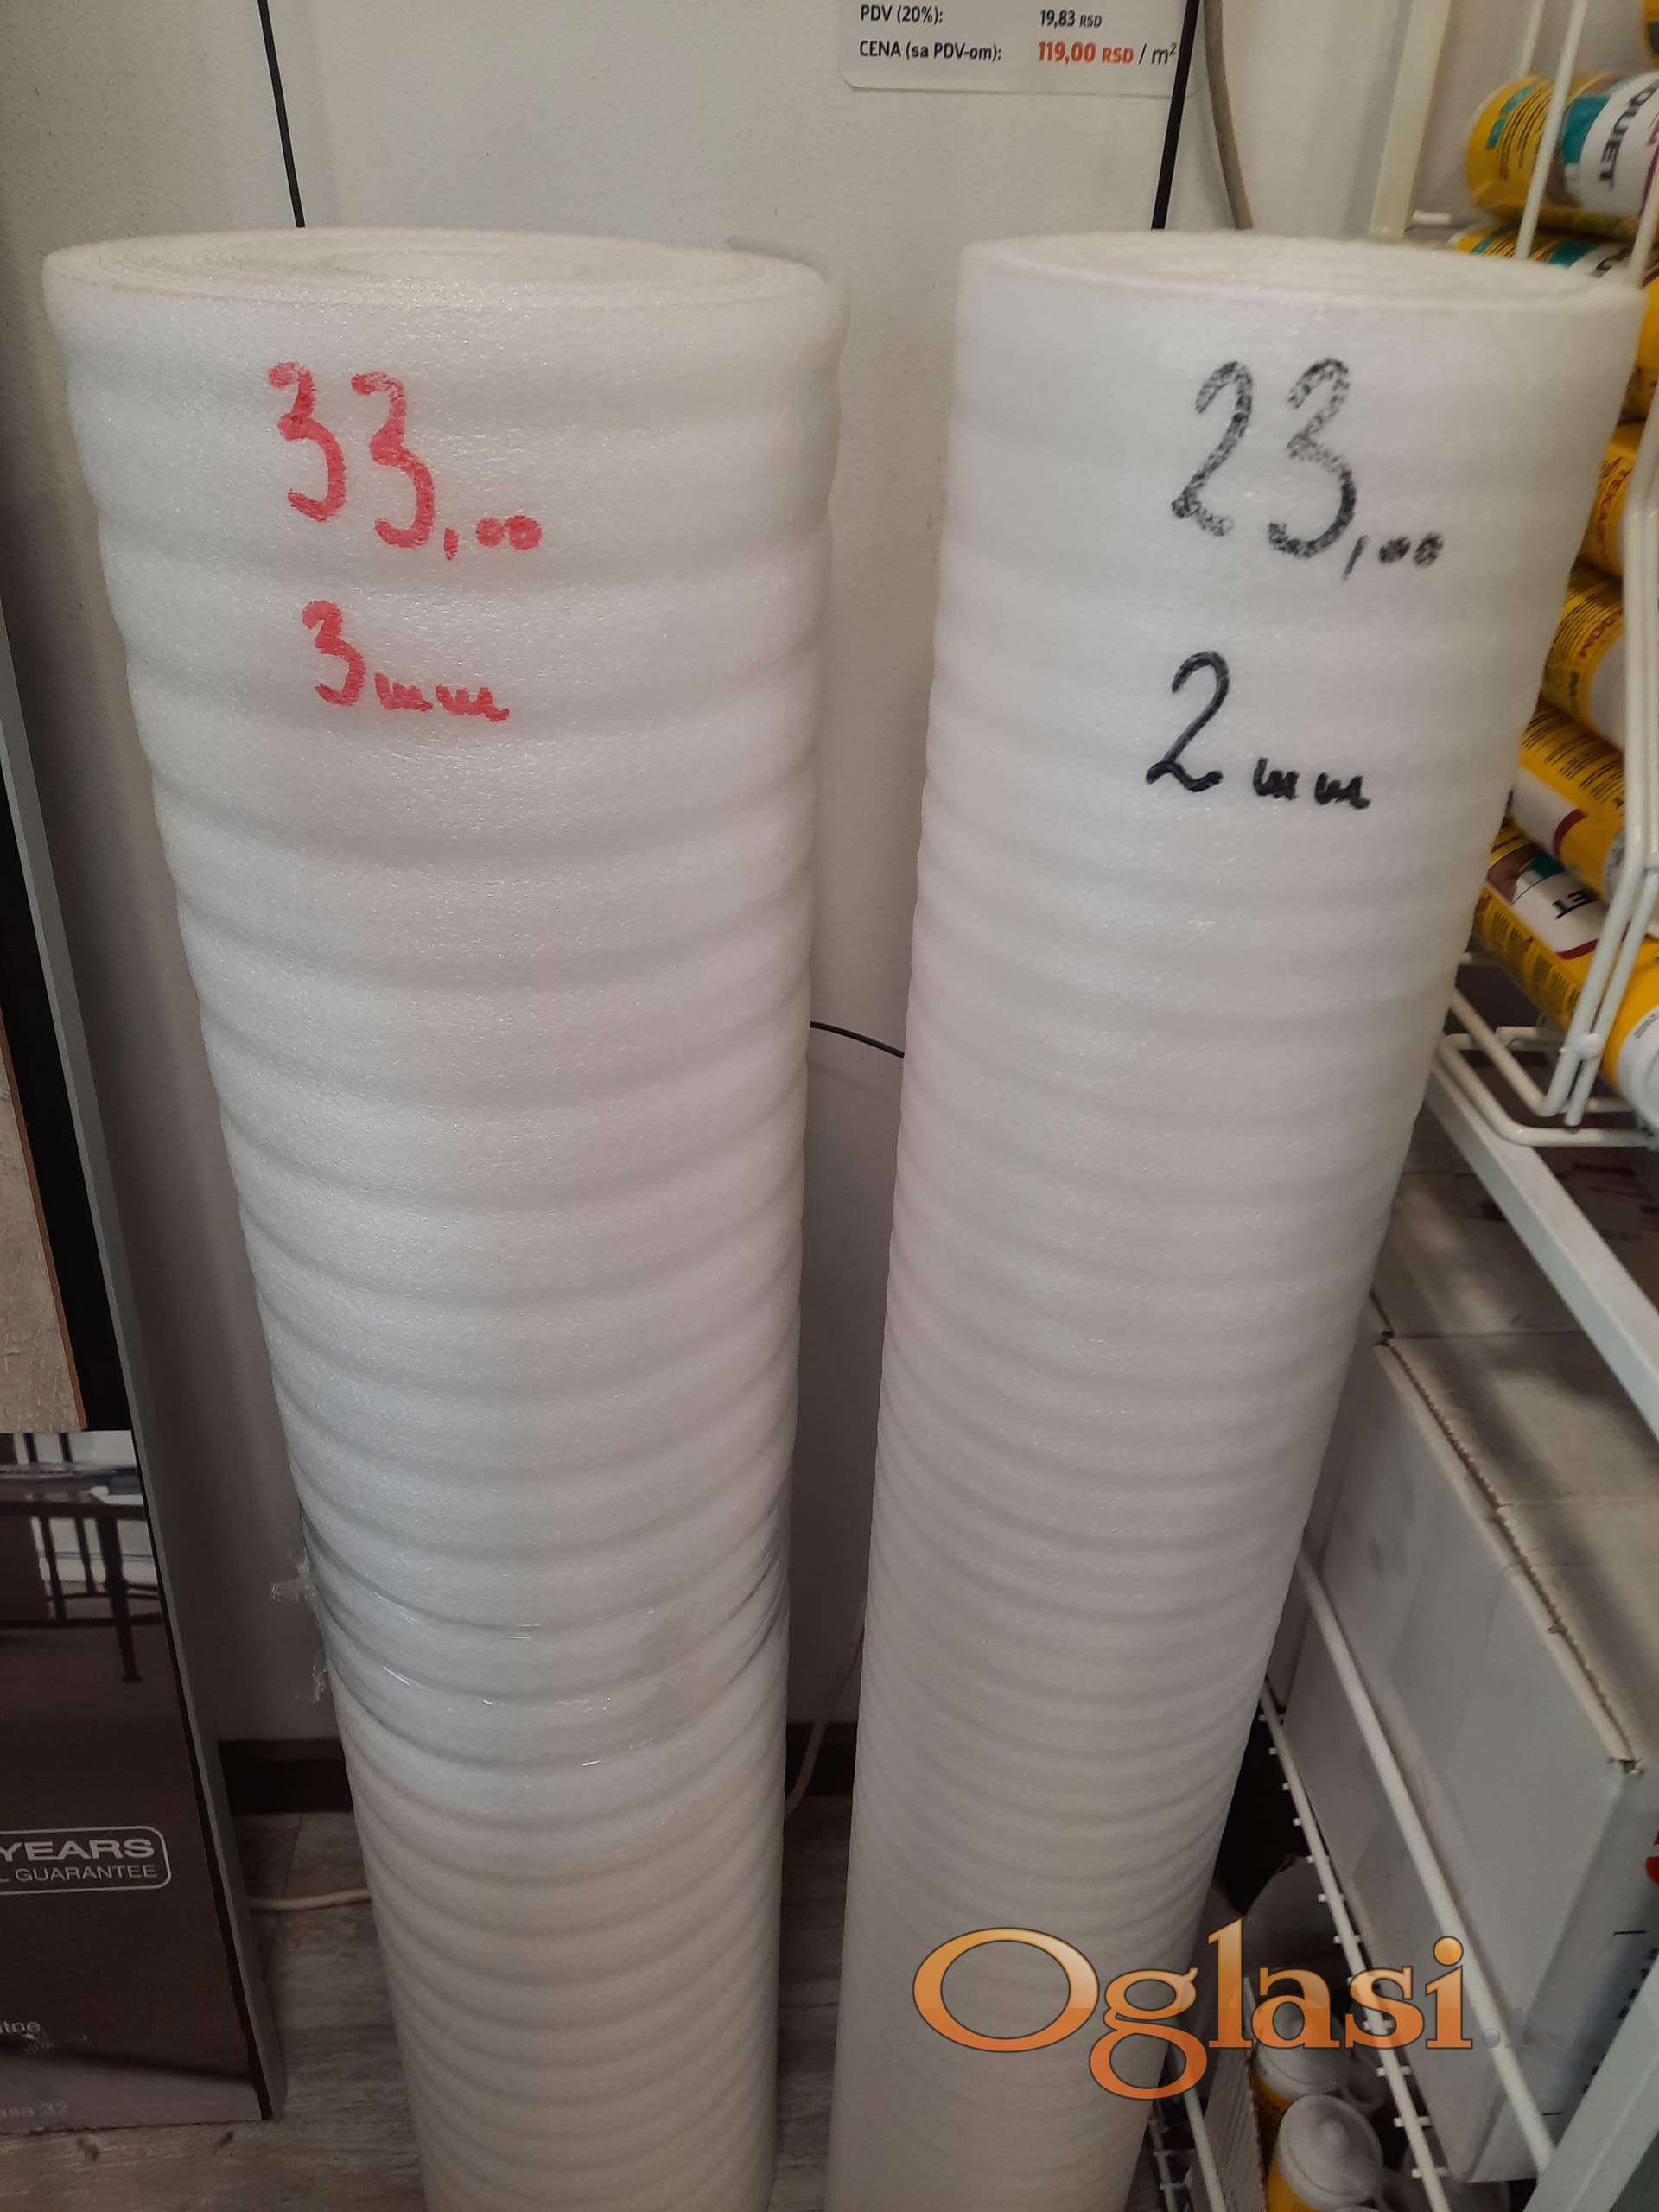 PDV (20%): 19,83 RSD
CENA (sa PDV-om): 119,00 RSD / m²
33,00
3mm
23,00
2mm
YEARS
GUARANTEE
Oglasi